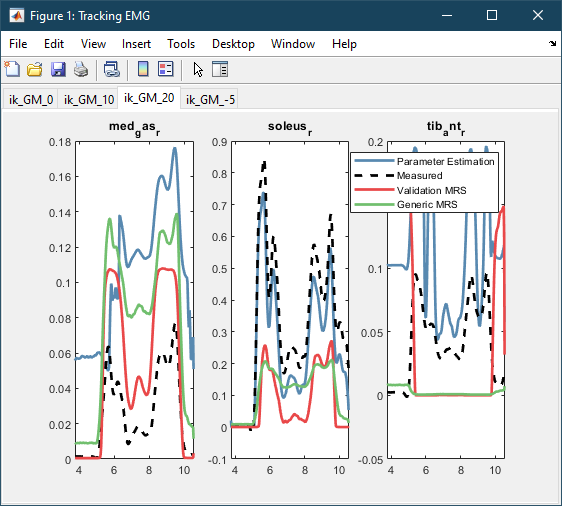 Figure 1: Tracking EMG
File Edit View Insert Tools Desktop Window Help
ik_GM_0 ik_GM_10 ik_GM_20 ik_GM_-5
med_gas_r soleus_r tib_ant_r
Parameter Estimation
Measured
Validation MRS
Generic MRS
0.18
0.16
0.14
0.12
0.1
0.08
0.06
0.04
0.02
0
4 6 8 10
0.9
0.8
0.7
0.6
0.5
0.4
0.3
0.2
0.1
0
-0.1
4 6 8 10
0.2
0.1
0.05
0
-0.05
4 6 8 10